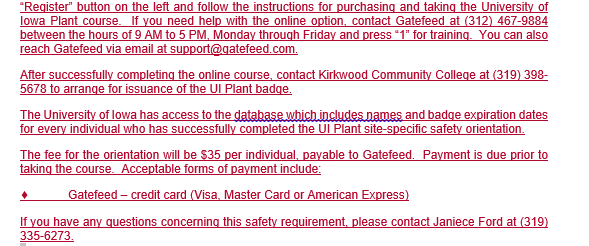 “Register” button on the left and follow the instructions for purchasing and taking the University of
Iowa Plant course.  If you need help with the online option, contact Gatefeed at (312) 467-9884
between the hours of 9 AM to 5 PM, Monday through Friday and press “1” for training.  You can also
reach Gatefeed via email at support@gatefeed.com.
After successfully completing the online course, contact Kirkwood Community College at (319) 398-
5678 to arrange for issuance of the UI Plant badge.
The University of Iowa has access to the database which includes names and badge expiration dates
for every individual who has successfully completed the UI Plant site-specific safety orientation.
The fee for the orientation will be $35 per individual, payable to Gatefeed.  Payment is due prior to
taking the course.  Acceptable forms of payment include:
♦ Gatefeed – credit card (Visa, Master Card or American Express)
If you have any questions concerning this safety requirement, please contact Janiece Ford at (319)
335-6273.